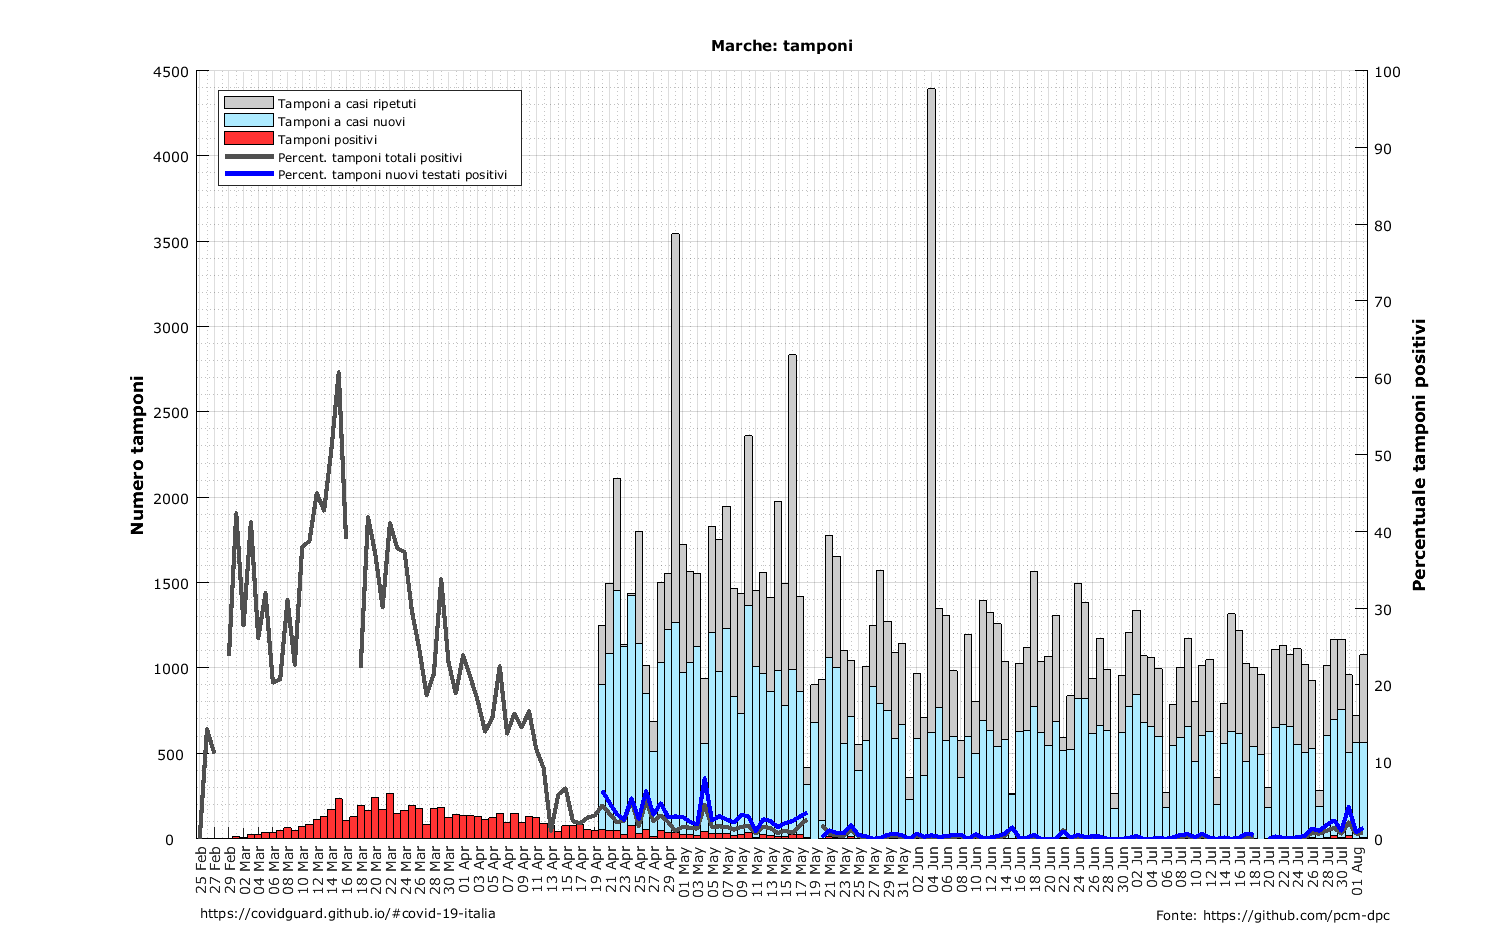 Marche: tamponi
4500
4000
3500
3000
2500
2000
1500
1000
500
0
100
90
80
70
60
50
40
30
20
10
0
Numero tamponi
Percentuale tamponi positivi
Tamponi a casi ripetuti
Tamponi a casi nuovi
Tamponi positivi
Percent. tamponi totali positivi
Percent. tamponi nuovi testati positivi
25 Feb
27 Feb
29 Feb
02 Mar
04 Mar
06 Mar
08 Mar
10 Mar
12 Mar
14 Mar
16 Mar
18 Mar
20 Mar
22 Mar
24 Mar
26 Mar
28 Mar
30 Mar
01 Apr
03 Apr
05 Apr
07 Apr
09 Apr
11 Apr
13 Apr
15 Apr
17 Apr
19 Apr
21 Apr
23 Apr
25 Apr
27 Apr
29 Apr
01 May
03 May
05 May
07 May
09 May
11 May
13 May
15 May
17 May
19 May
21 May
23 May
25 May
27 May
29 May
31 May
02 Jun
04 Jun
06 Jun
08 Jun
10 Jun
12 Jun
14 Jun
16 Jun
18 Jun
20 Jun
22 Jun
24 Jun
26 Jun
28 Jun
30 Jun
02 Jul
04 Jul
06 Jul
08 Jul
10 Jul
12 Jul
14 Jul
16 Jul
18 Jul
20 Jul
22 Jul
24 Jul
26 Jul
28 Jul
30 Jul
01 Aug
https://covidguard.github.io/#covid-19-italia
Fonte: https://github.com/pcm-dpc